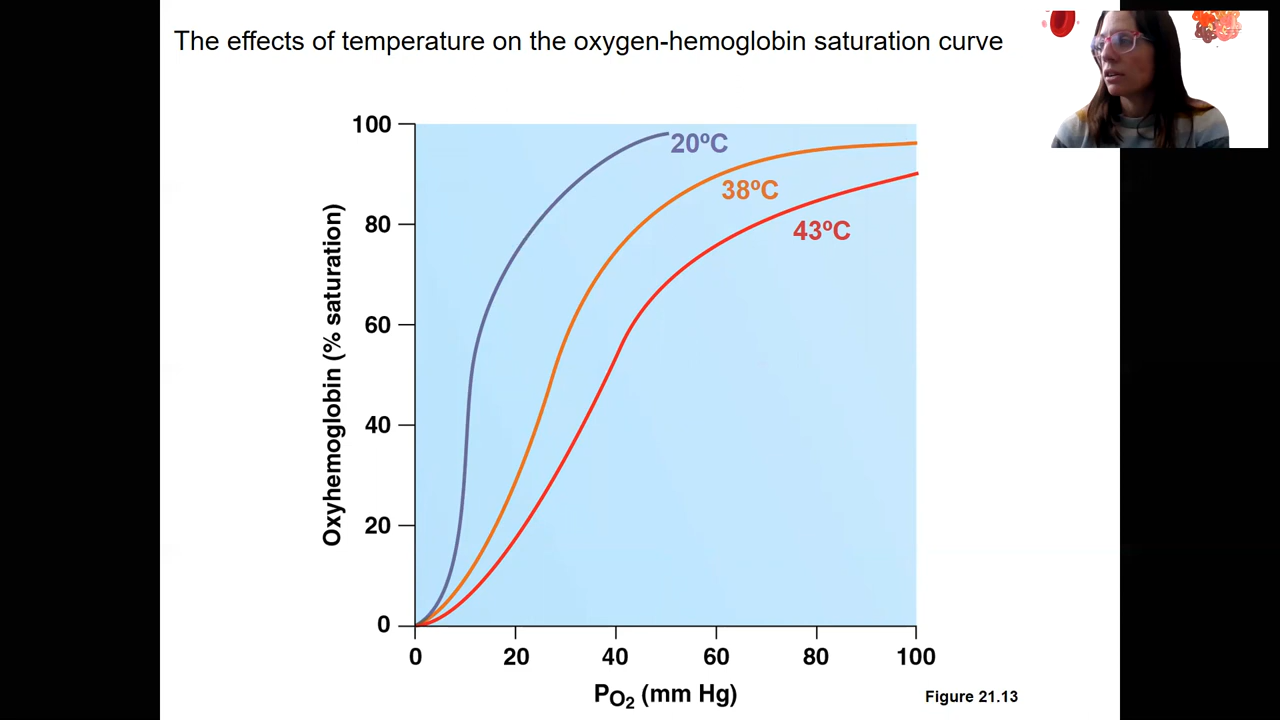 The effects of temperature on the oxygen-hemoglobin saturation curve
100
80
60
40
20
0
Oxyhemoglobin (% saturation)
20ºC
38ºC
43ºC
0 20 40 60 80 100
PO2 (mm Hg)
Figure 21.13